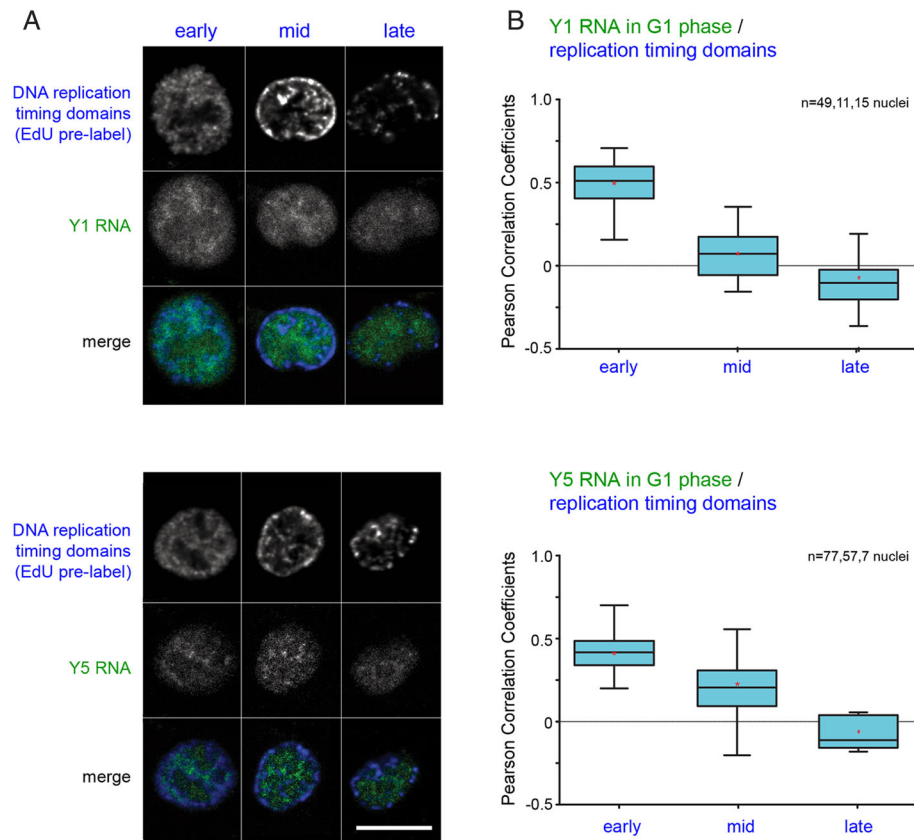 A
early mid late
DNA replication
timing domains
(EdU pre-label)
Y1 RNA
merge
DNA replication
timing domains
(EdU pre-label)
Y5 RNA
merge
B
Y1 RNA in G1 phase /
replication timing domains
n=49,11,15 nuclei
Pearson Correlation Coefficients
1.0
0.5
0
-0.5
early mid late
Y5 RNA in G1 phase /
replication timing domains
n=77,57,7 nuclei
Pearson Correlation Coefficients
1.0
0.5
0
-0.5
early mid late